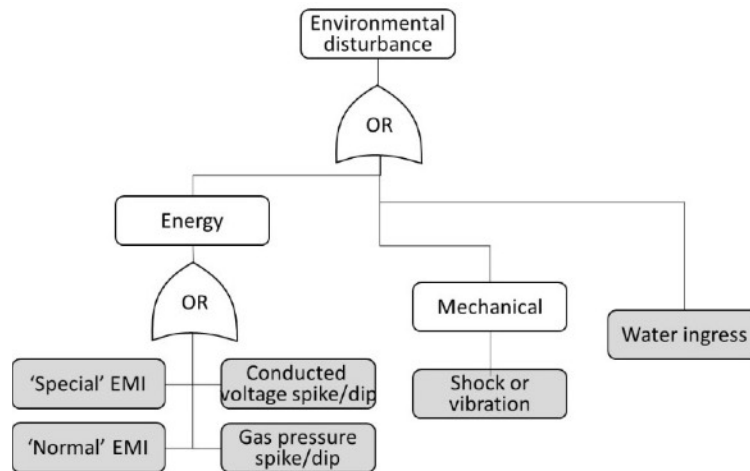 Environmental
disturbance
OR
Energy
OR
Mechanical
Water ingress
'Special' EMI
Conducted
voltage spike/dip
Shock or
vibration
'Normal' EMI
Gas pressure
spike/dip